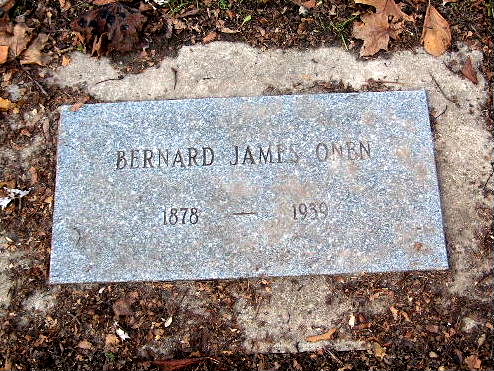 BERNARD JAMES ONEN
1878 — 1939